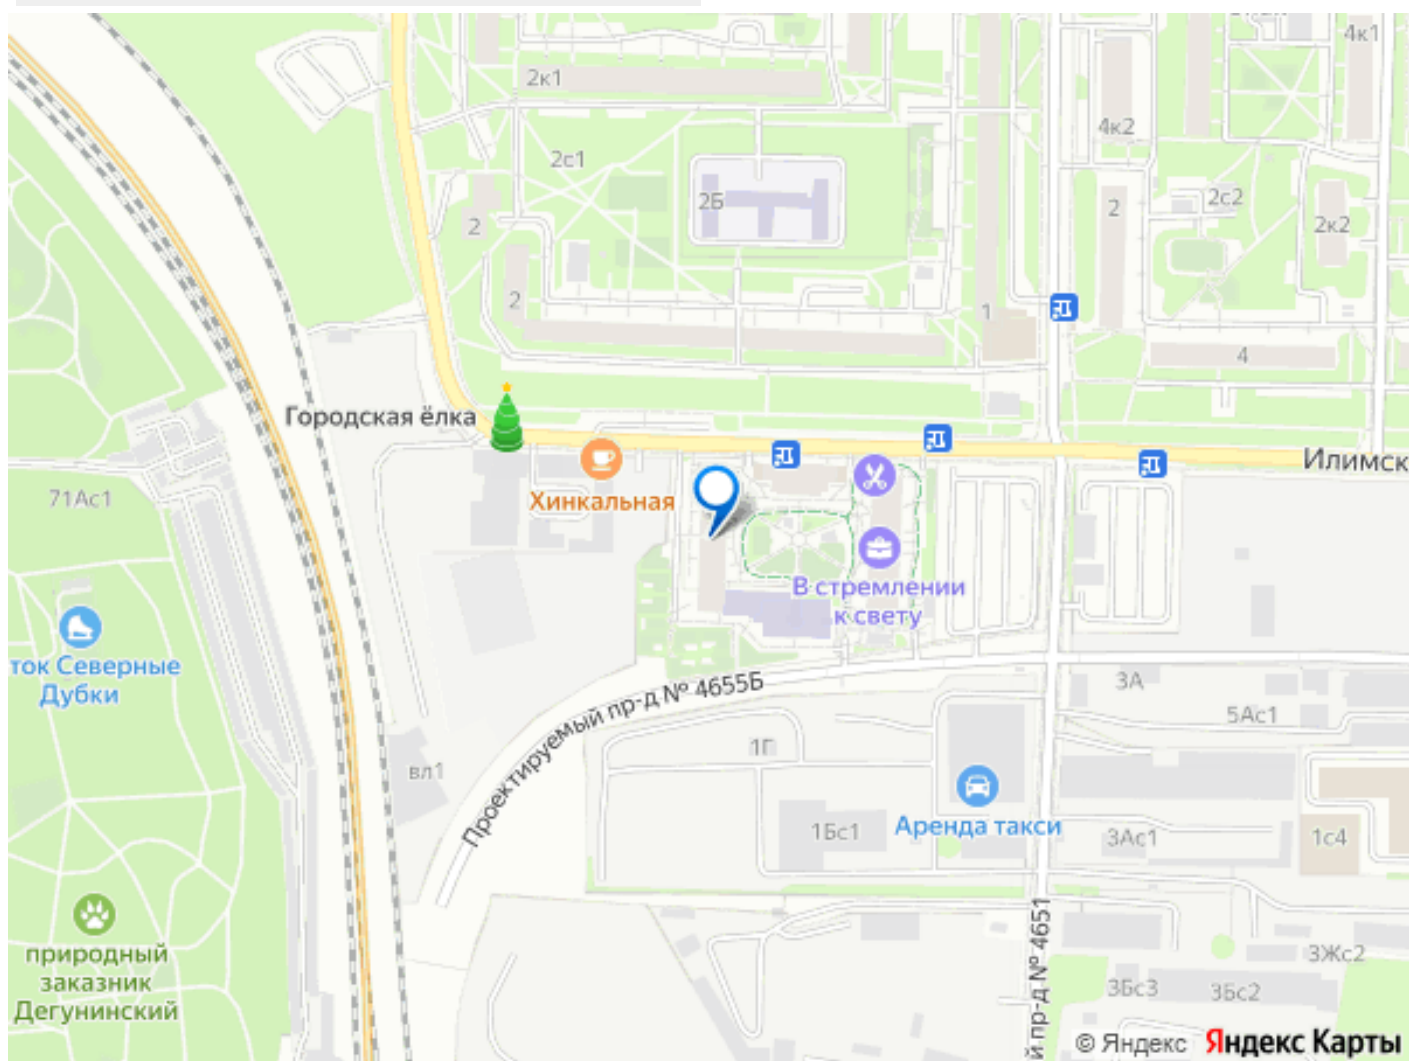 4к1
2к1
4к2
2с1
2Б
2
2с2
2
2к2
2
1
4
Городская ёлка
Илимск
71Ас1
Хинкальная
В стремлении
к свету
ток Северные
Дубки
3А
Проектируемый пр-д № 4655Б
5Ас1
1Г
вл1
Аренда такси
1Бс1
3Ас1
1с4
природный
заказник
Дегунинский
й пр-д № 4651
3Жс2
3Бс3
3Бс2
© Яндекс Яндекс Карты